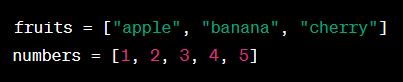 fruits = ["apple", "banana", "cherry"]
numbers = [1, 2, 3, 4, 5]